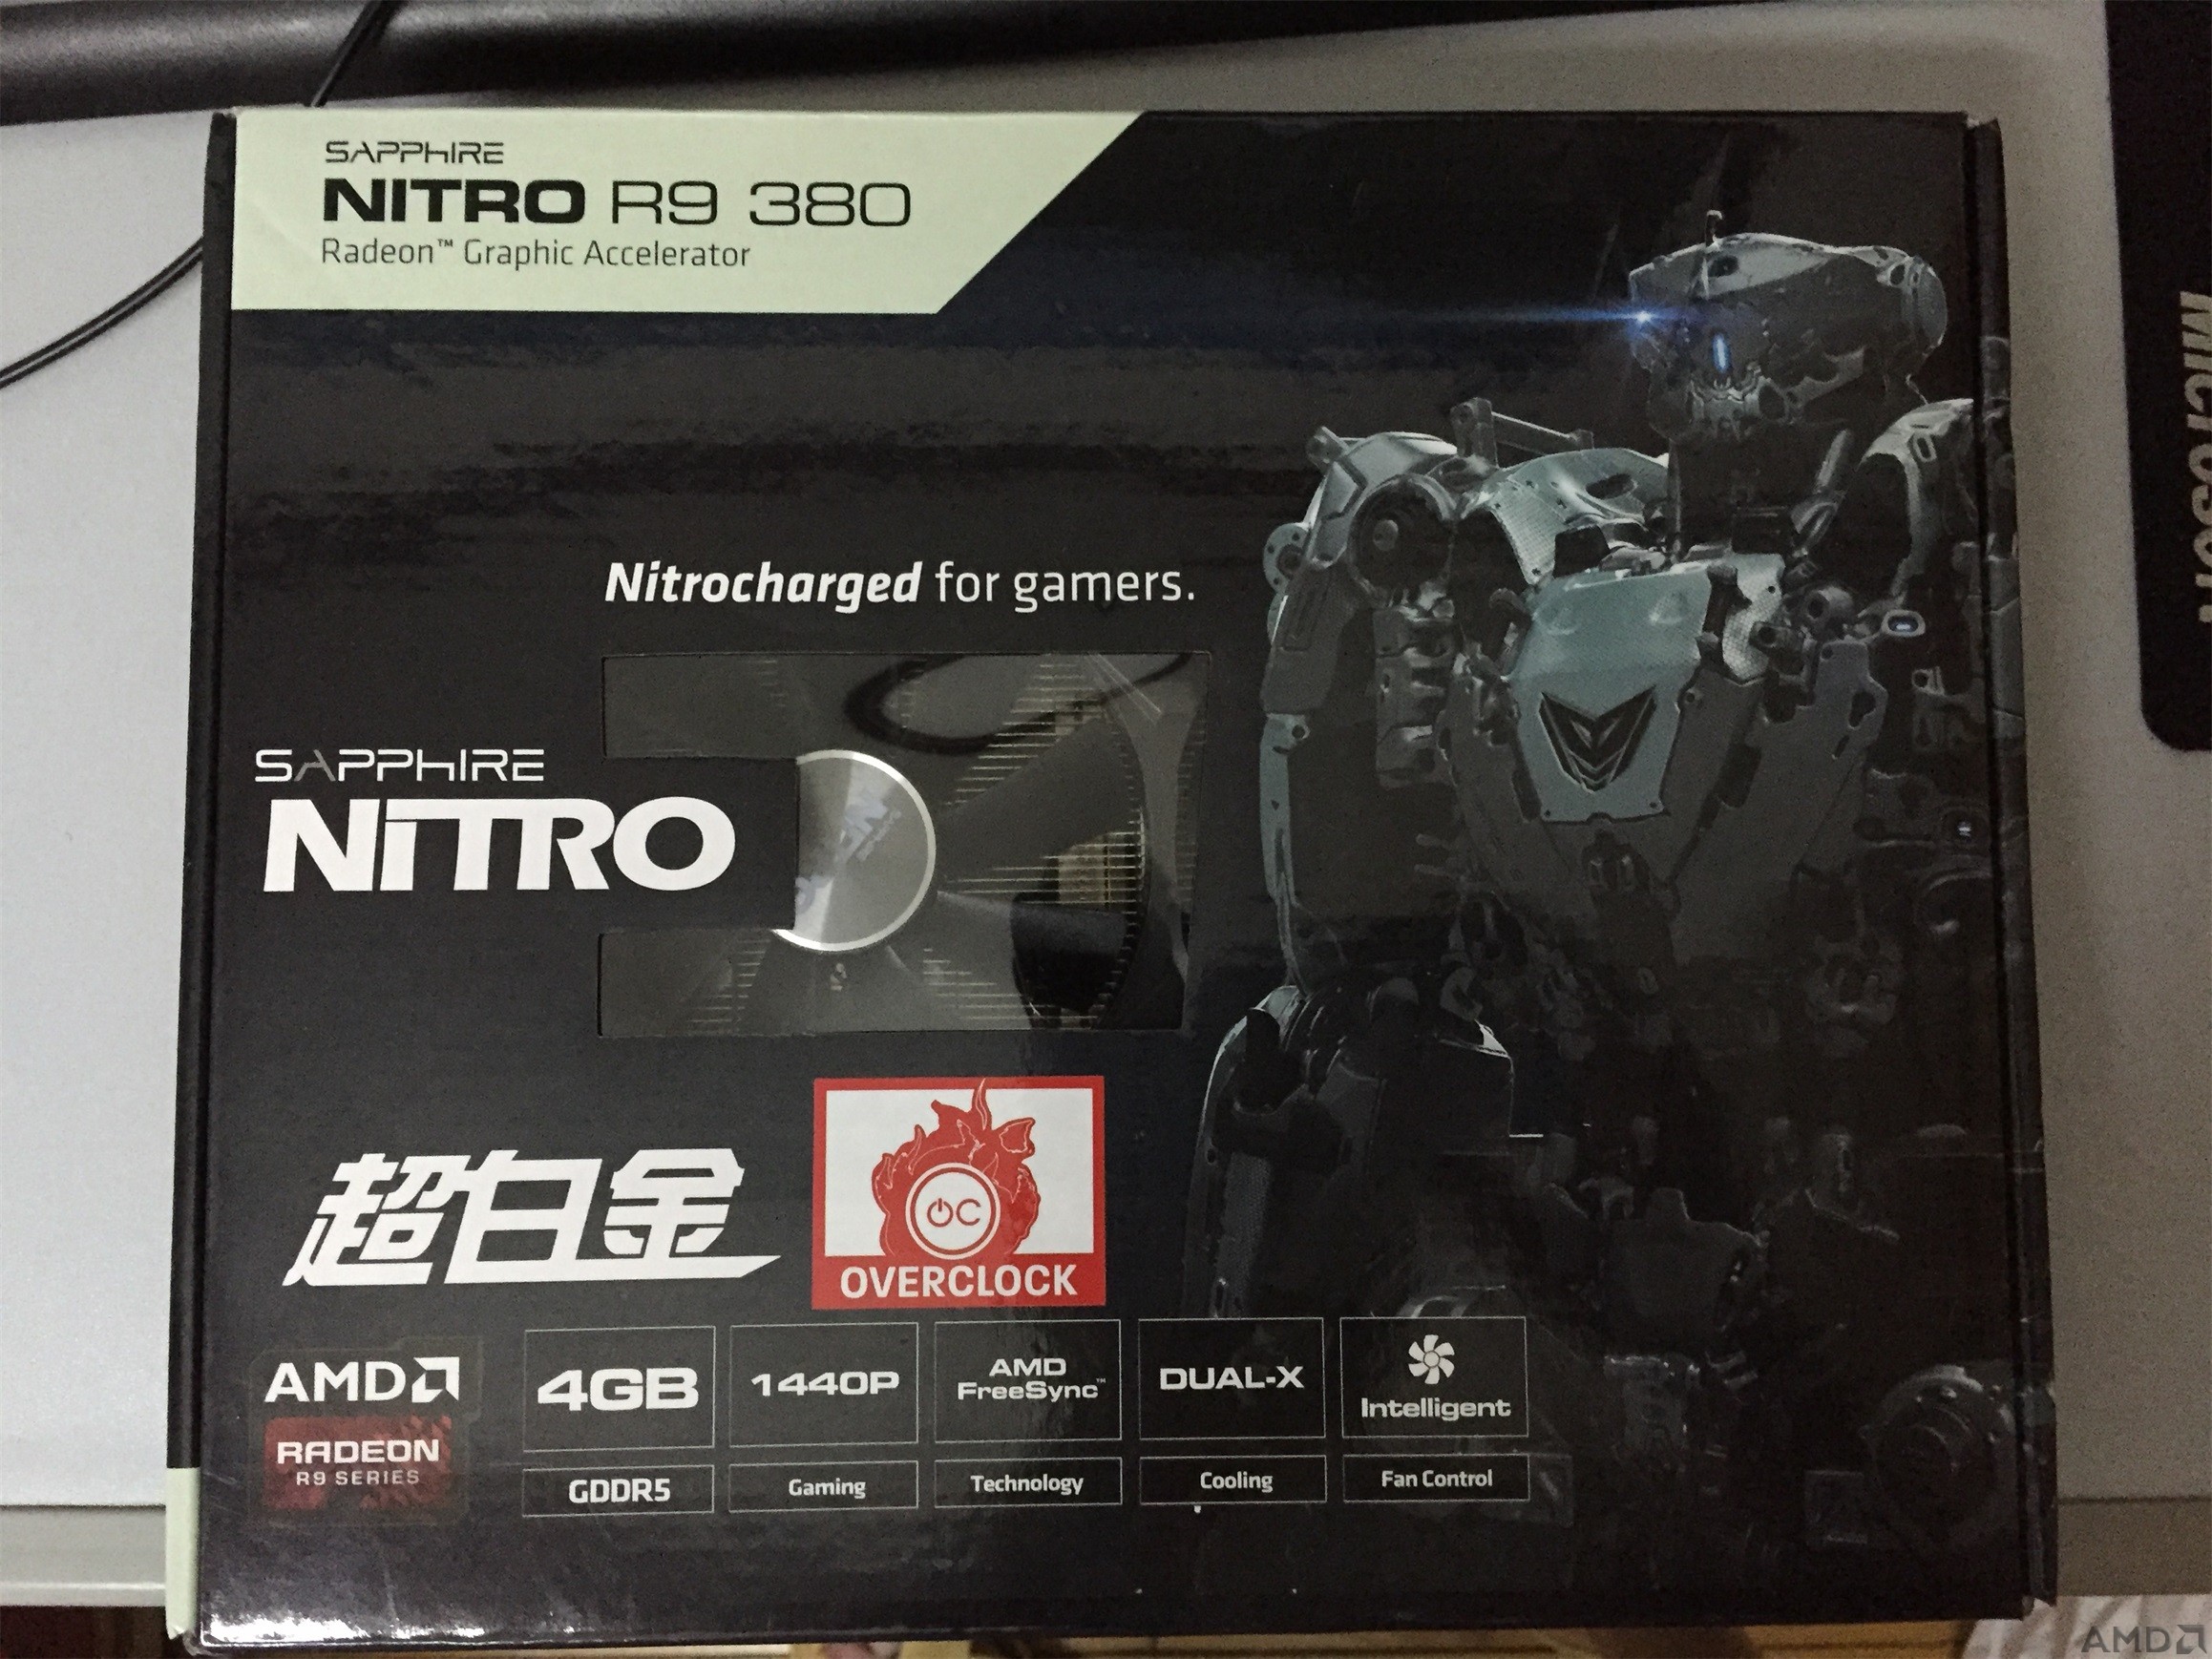 SAPPHIRE
NITRO R9 380
Radeon™ Graphic Accelerator
Microsoft
Nitrocharged for gamers.
SAPPHIRE
NITRO
超白金
OC
OVERCLOCK
AMD
RADEON
R9 SERIES
4GB
GDDR5
1440P
Gaming
AMD
FreeSync™
Technology
DUAL-X
Cooling
Intelligent
Fan Control
AMD